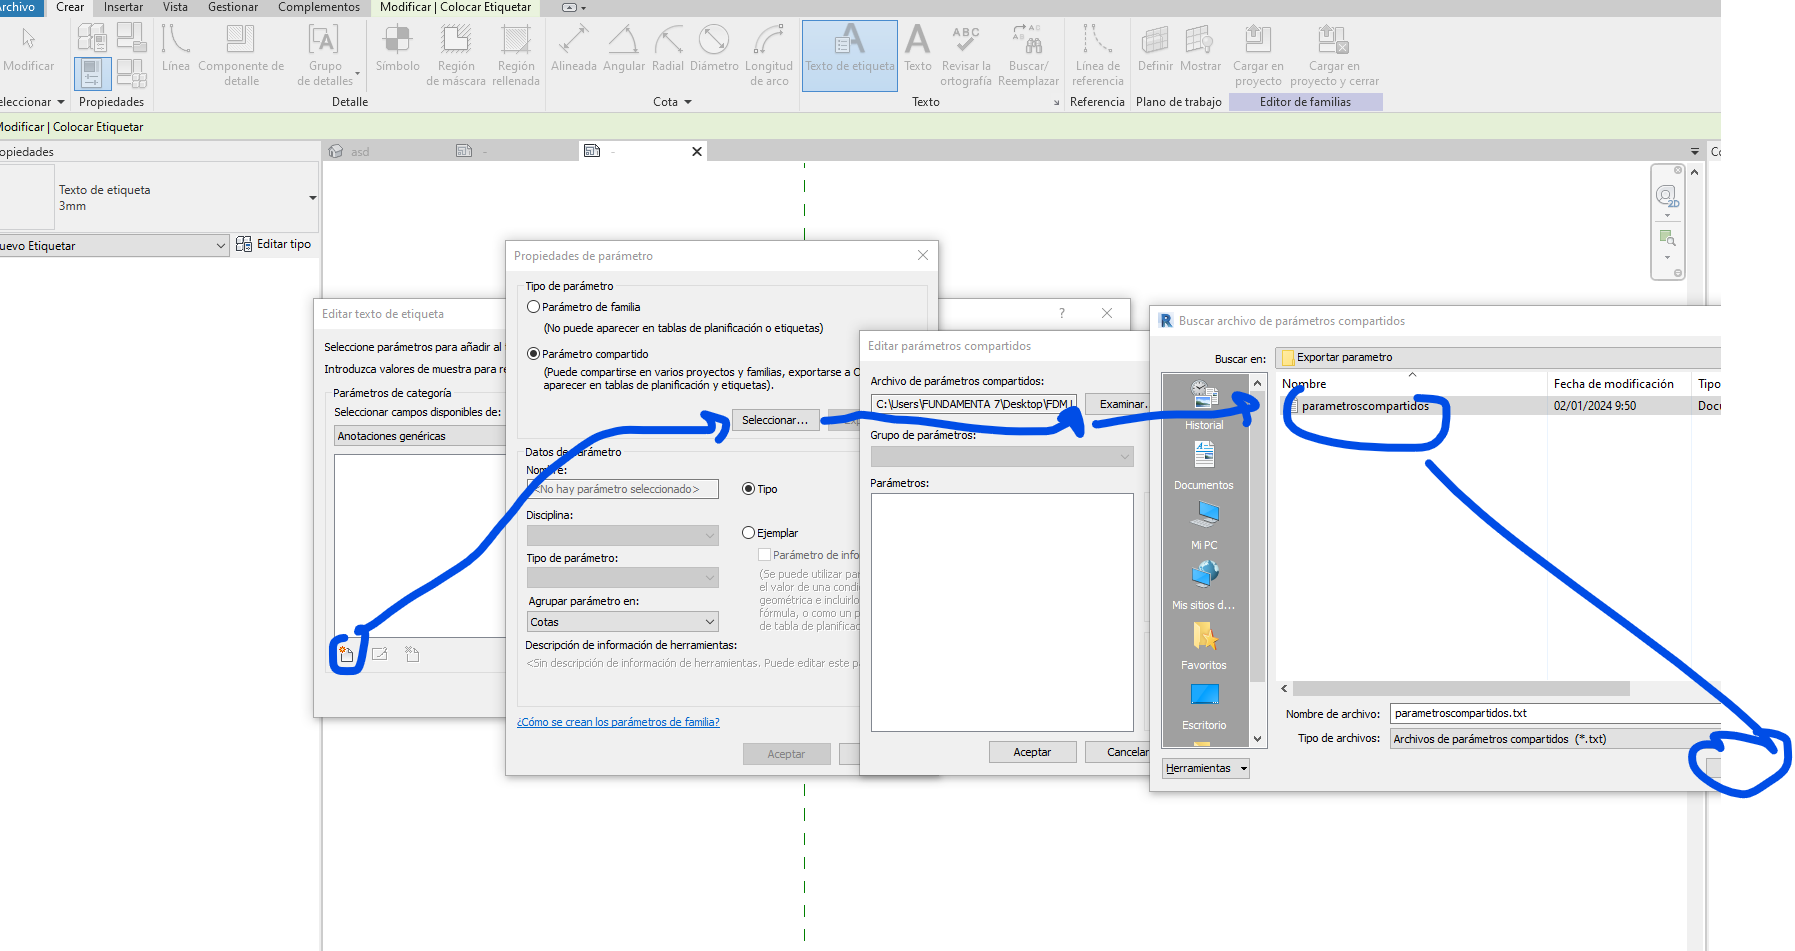 Archivo Crear Insertar Vista Gestionar Complementos Modificar | Colocar Etiquetar
Modificar
Línea
Componente de
detalle
Grupo
de detalles
Símbolo
Región
de máscara
Región
rellenada
Alineada
Angular
Radial
Diámetro
Longitud
de arco
Texto de etiqueta
Texto
ABC
Revisar la
ortografía
Buscar/
Reemplazar
Línea de
referencia
Definir
Mostrar
Cargar en
proyecto
Cargar en
proyecto y cerrar
eleccionar Propiedades Detalle Cota Texto Referencia Plano de trabajo Editor de familias
Modificar | Colocar Etiquetar
opiedades
asd - -
Texto de etiqueta
3mm
uevo Etiquetar Editar tipo
2D
Editar texto de etiqueta
?
Seleccione parámetros para añadir al
Introduzca valores de muestra para re
Parámetros de categoría
Seleccionar campos disponibles de:
Anotaciones genéricas
Propiedades de parámetro
Tipo de parámetro
Parámetro de familia
(No puede aparecer en tablas de planificación o etiquetas)
Parámetro compartido
(Puede compartirse en varios proyectos y familias, exportarse a O
aparecer en tablas de planificación y etiquetas).
Seleccionar...
Datos de parámetro
Nombre:
<No hay parámetro seleccionado>
Tipo
Disciplina:
Ejemplar
Tipo de parámetro:
Parámetro de info
(Se puede utilizar par
el valor de una condi
geométrica e incluirlo
fórmula, o como un p
de tabla de planificac
Agrupar parámetro en:
Cotas
Descripción de información de herramientas:
<Sin descripción de información de herramientas. Puede editar este pa
¿Cómo se crean los parámetros de familia?
Aceptar
Editar parámetros compartidos
Archivo de parámetros compartidos:
C:\Users\FUNDAMENTA 7\Desktop\FDM Examinar.
Grupo de parámetros:
Parámetros:
Aceptar Cancelar
R Buscar archivo de parámetros compartidos
Buscar en: Exportar parametro
Nombre Fecha de modificación Tipo
parametroscompartidos 02/01/2024 9:50 Docu
Historial
Documentos
Mi PC
Mis sitios d...
Favoritos
Escritorio
Nombre de archivo: parametroscompartidos.txt
Tipo de archivos: Archivos de parámetros compartidos (*.txt)
Herramientas